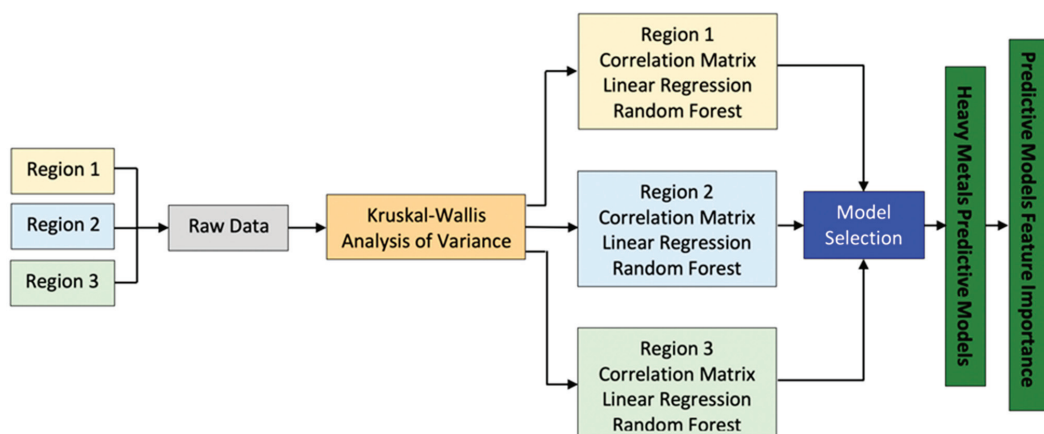 Region 1
Region 2
Region 3
Raw Data
Kruskal-Wallis
Analysis of Variance
Region 1
Correlation Matrix
Linear Regression
Random Forest
Region 2
Correlation Matrix
Linear Regression
Random Forest
Region 3
Correlation Matrix
Linear Regression
Random Forest
Model
Selection
Heavy Metals Predictive Models
Predictive Models Feature Importance